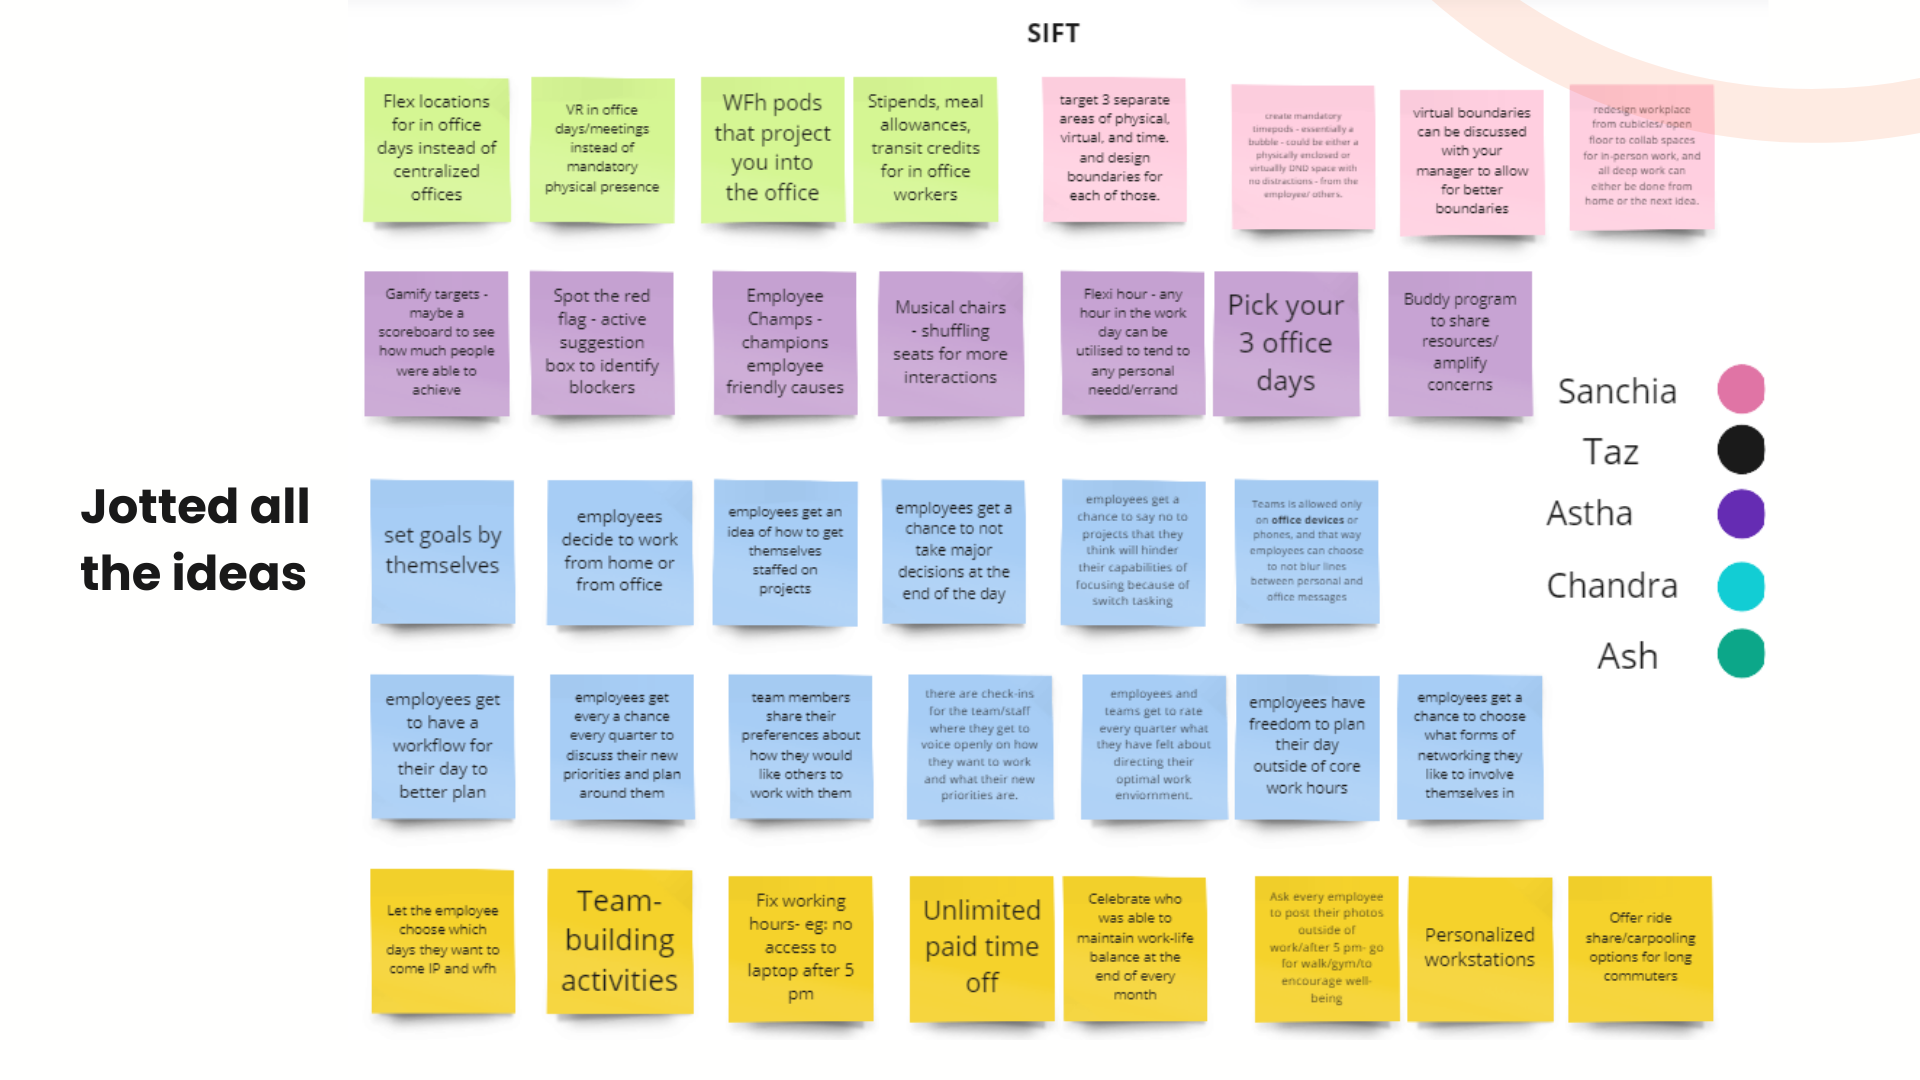 SIFT
Flex locations
for in office
days instead of
centralized
offices
VR in office
days/meetings
instead of
mandatory
physical presence
WFh pods
that project
you into
the office
Stipends, meal
allowances,
transit credits
for in office
workers
target 3 separate
areas of physical,
virtual, and time.
and design
boundaries for
each of those.
create mandatory
timepods - essentially a
bubble - could be either a
physically enclosed or
virtually DND space with
no distractions - from the
employee/ others.
virtual boundaries
can be discussed
with your
manager to allow
for better
boundaries
redesign workplace
from cubicles/ open
floor to collab spaces
for in-person work, and
all deep work can
either be done from
home or the next idea.
Gamify targets -
maybe a
scoreboard to see
how much people
were able to
achieve
Spot the red
flag - active
suggestion
box to identify
blockers
Employee
Champs -
champions
employee
friendly causes
Musical chairs
- shuffling
seats for more
interactions
Flexi hour - any
hour in the work
day can be
utilised to tend to
any personal
needd/errand
Pick your
3 office
days
Buddy program
to share
resources/
amplify
concerns
Sanchia
Taz
Astha
Chandra
Ash
Jotted all
the ideas
set goals by
themselves
employees
decide to work
from home or
from office
employees get an
idea of how to get
themselves
staffed on
projects
employees get a
chance to not
take major
decisions at the
end of the day
employees get a
chance to say no to
projects that they
think will hinder
their capabilities of
focusing because of
switch tasking
Teams is allowed only
on office devices or
phones, and that way
employees can choose
to not blur lines
between personal and
office messages
employees get
to have a
workflow for
their day to
better plan
employees get
every a chance
every quarter to
discuss their new
priorities and plan
around them
team members
share their
preferences about
how they would
like others to
work with them
there are check-ins
for the team/staff
where they get to
voice openly on how
they want to work
and what their new
priorities are.
employees and
teams get to rate
every quarter what
they have felt about
directing their
optimal work
enviornment.
employees have
freedom to plan
their day
outside of core
work hours
employees get a
chance to choose
what forms of
networking they
like to involve
themselves in
Let the employee
choose which
days they want to
come IP and wfh
Team-
building
activities
Fix working
hours- eg: no
access to
laptop after 5
pm
Unlimited
paid time
off
Celebrate who
was able to
maintain work-life
balance at the
end of every
month
Ask every employee
to post their photos
outside of
work/after 5 pm- go
for walk/gym/to
encourage well-
being
Personalized
workstations
Offer ride
share/carpooling
options for long
commuters